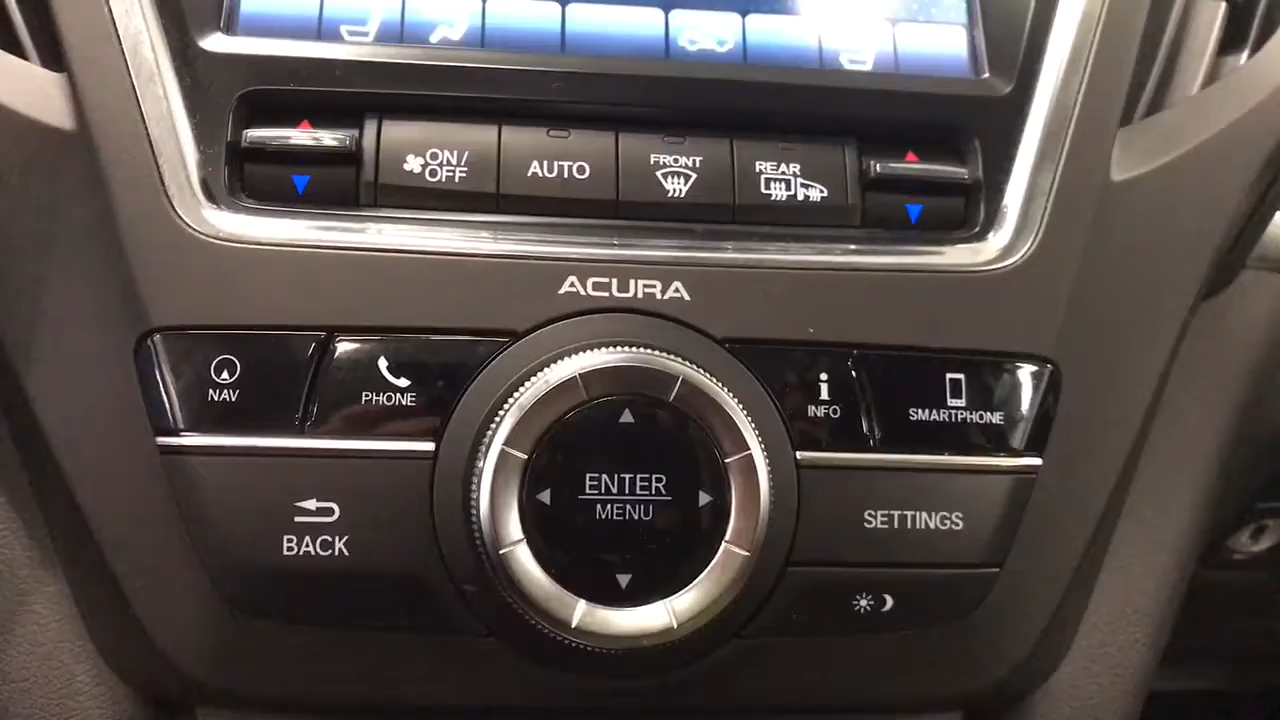 ON/
OFF
AUTO
FRONT
REAR
ACURA
NAV
PHONE
INFO
SMARTPHONE
ENTER
MENU
BACK
SETTINGS